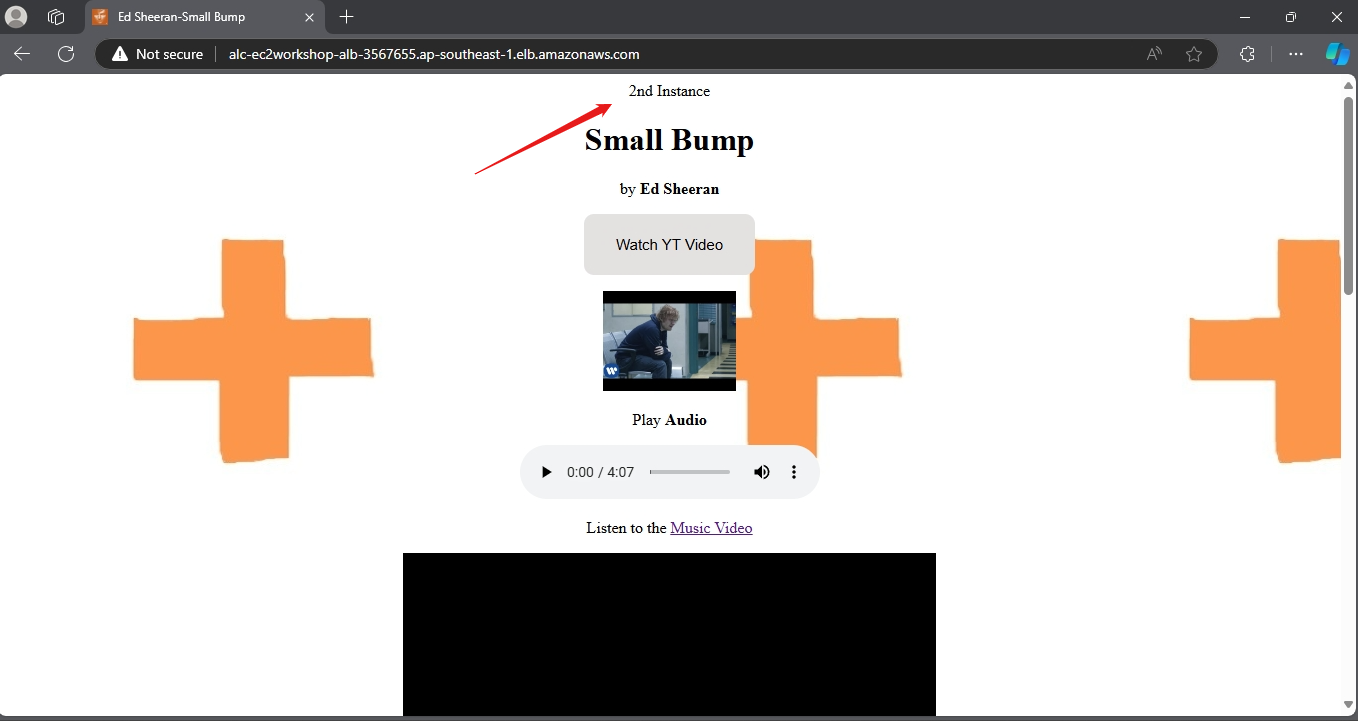 Ed Sheeran-Small Bump
Not secure
alc-ec2workshop-alb-3567655.ap-southeast-1.elb.amazonaws.com
2nd Instance
Small Bump
by Ed Sheeran
Watch YT Video
Play Audio
0:00 / 4:07
Listen to the Music Video